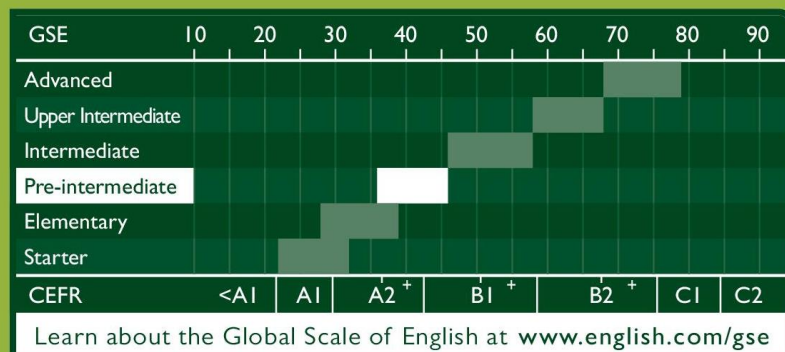 GSE 10 20 30 40 50 60 70 80 90
Advanced
Upper Intermediate
Intermediate
Pre-intermediate
Elementary
Starter
CEFR <A1 A1 A2 + B1 + B2 + C1 C2
Learn about the Global Scale of English at www.english.com/gse